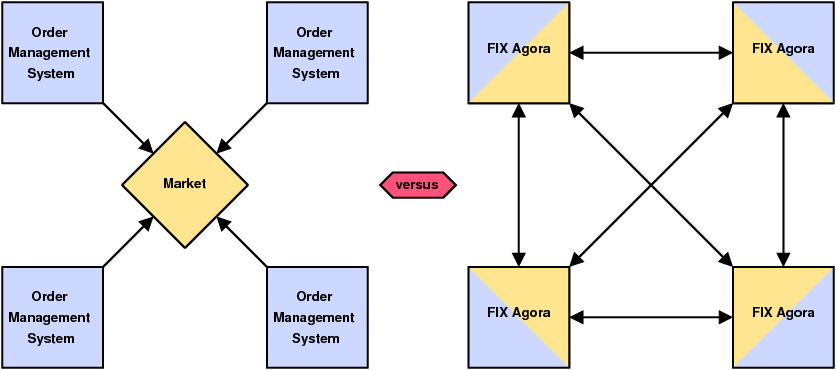 Order
Management
System
Order
Management
System
FIX Agora
FIX Agora
Market
versus
Order
Management
System
Order
Management
System
FIX Agora
FIX Agora